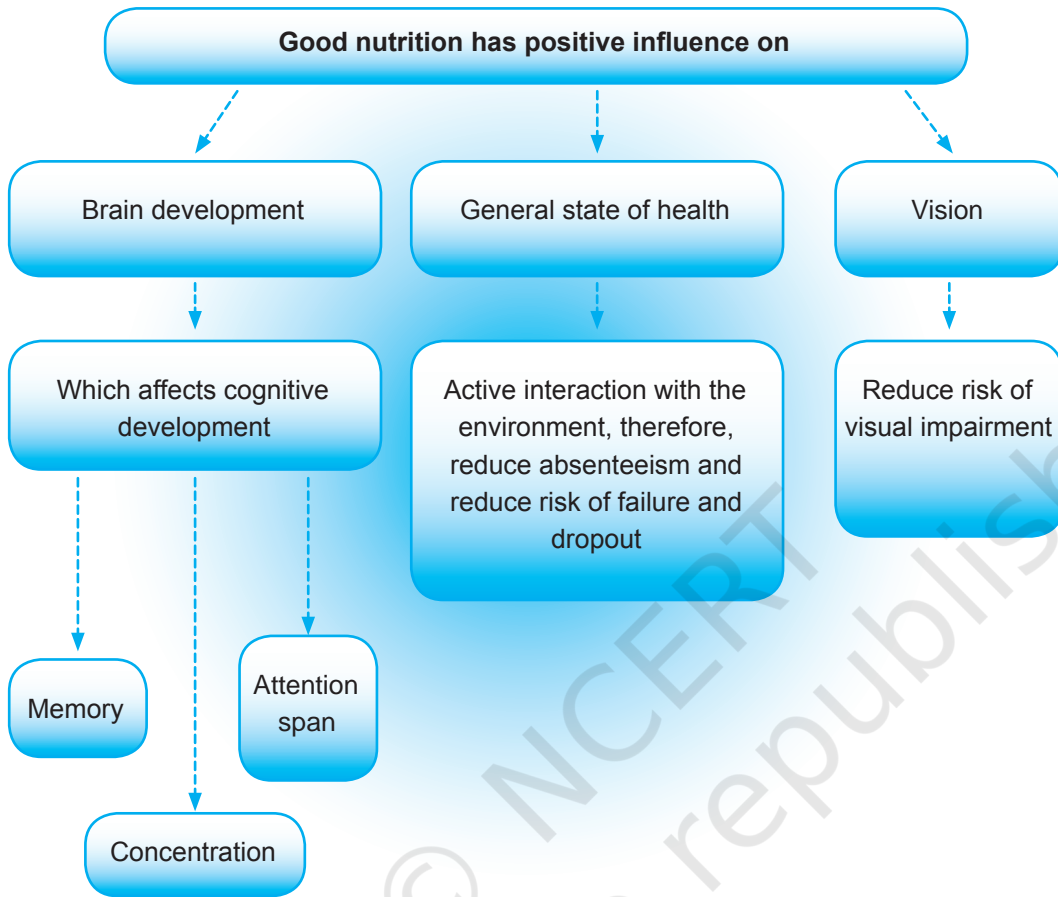 Good nutrition has positive influence on
Brain development
General state of health
Vision
Which affects cognitive
development
Active interaction with the
environment, therefore,
reduce absenteeism and
reduce risk of failure and
dropout
Reduce risk of
visual impairment
Memory
Attention
span
Concentration
© NCERT
republish